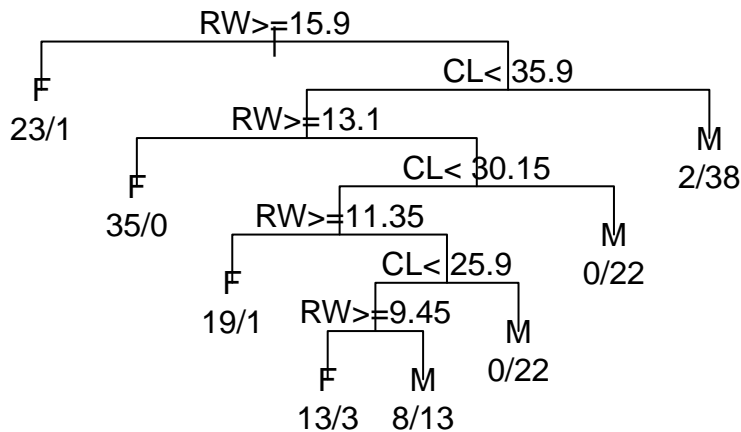 RW>=15.9
CL< 35.9
F
23/1
RW>=13.1
M
2/38
CL< 30.15
F
35/0
RW>=11.35
M
0/22
CL< 25.9
F
19/1
RW>=9.45
M
0/22
F
M
13/3
8/13